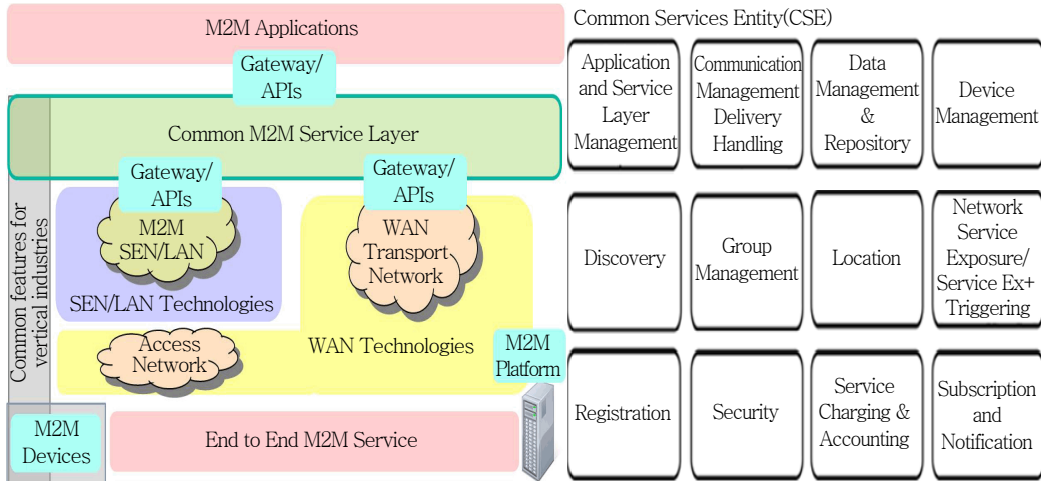 M2M Applications
Gateway/
APIs
Common M2M Service Layer
Gateway/
APIs
Gateway/
APIs
M2M
SEN/LAN
SEN/LAN Technologies
WAN
Transport
Network
Access
Network
WAN Technologies
M2M
Platform
Common features for
vertical industries
M2M
Devices
End to End M2M Service
Common Services Entity(CSE)
Application
and Service
Layer
Management
Communication
Management
Delivery
Handling
Data
Management
&
Repository
Device
Management
Discovery
Group
Management
Location
Network
Service
Exposure/
Service Ex+
Triggering
Registration
Security
Service
Charging &
Accounting
Subscription
and
Notification